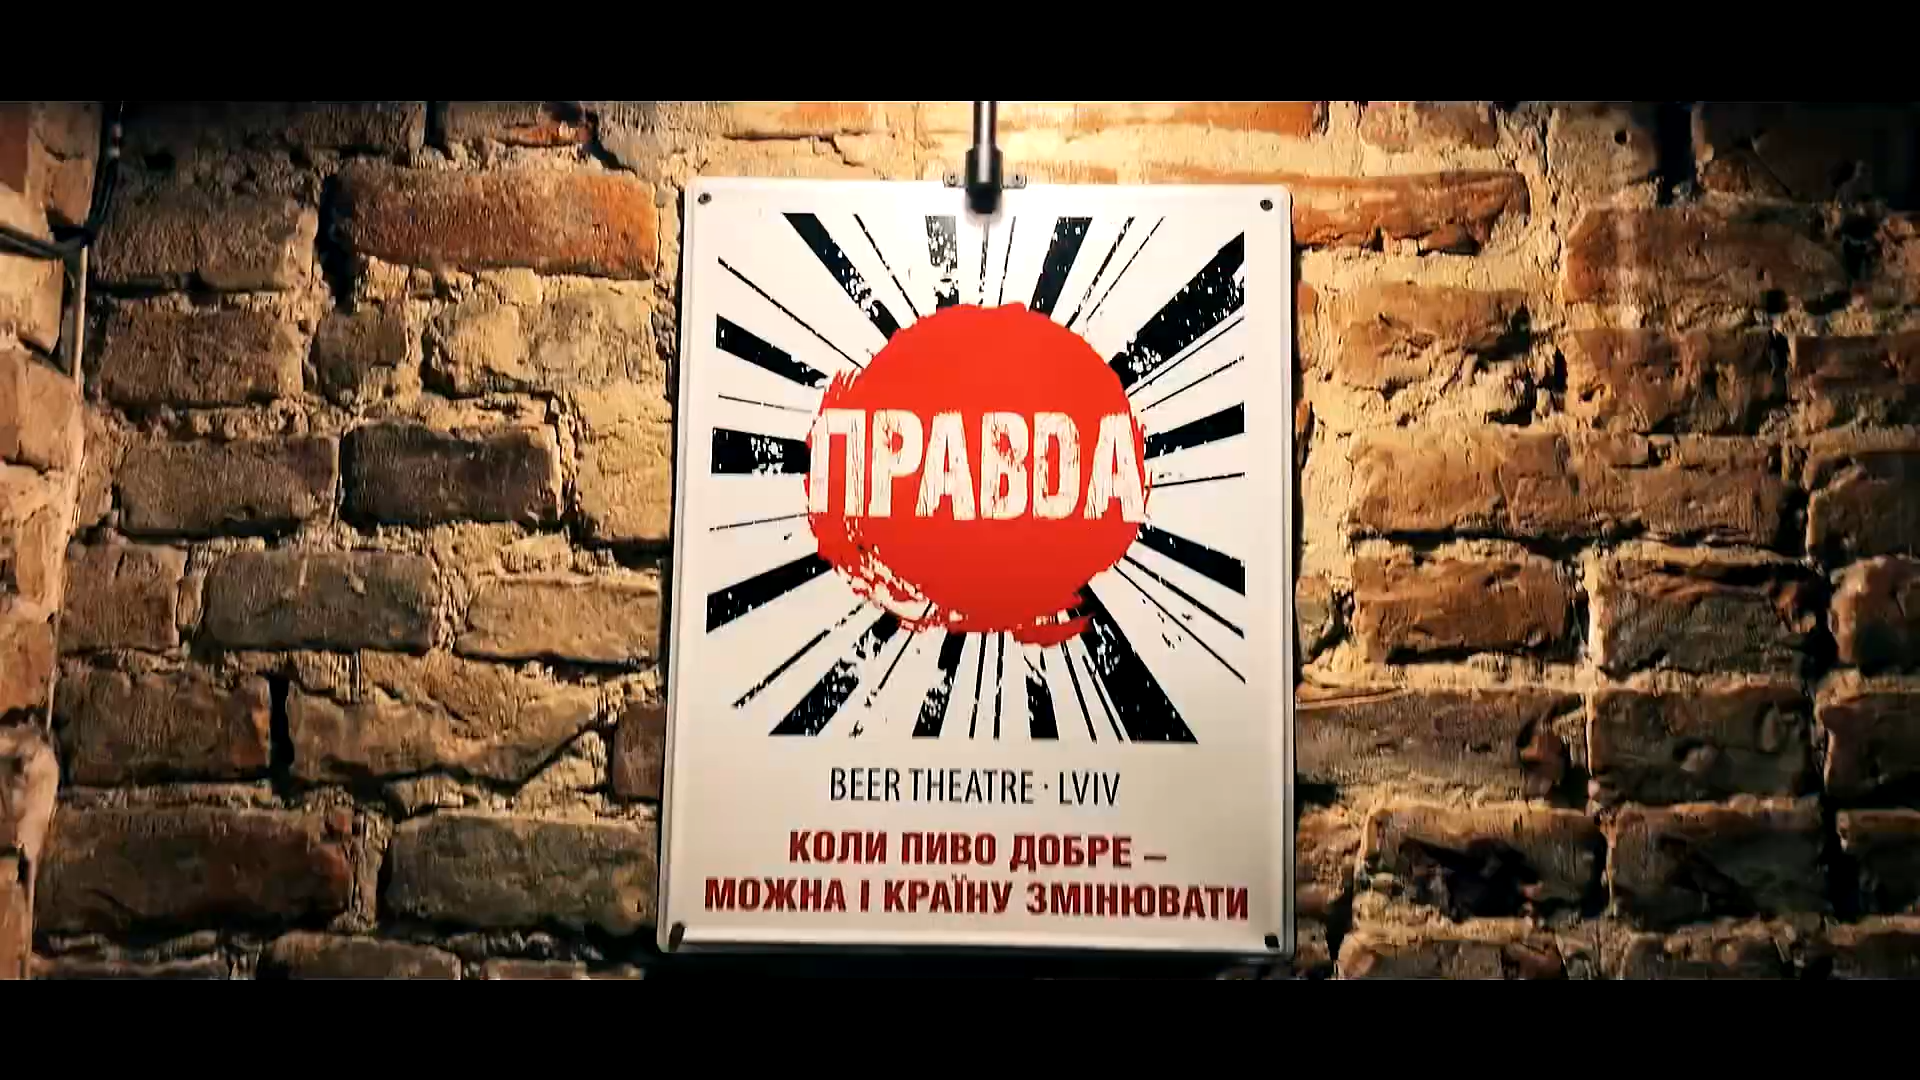 ПРАВДА
BEER THEATRE · LVIV
КОЛИ ПИВО ДОБРЕ –
МОЖНА І КРАЇНУ ЗМІНЮВАТИ